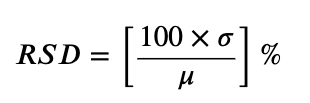 RSD = [ 100 × σ / μ ] %